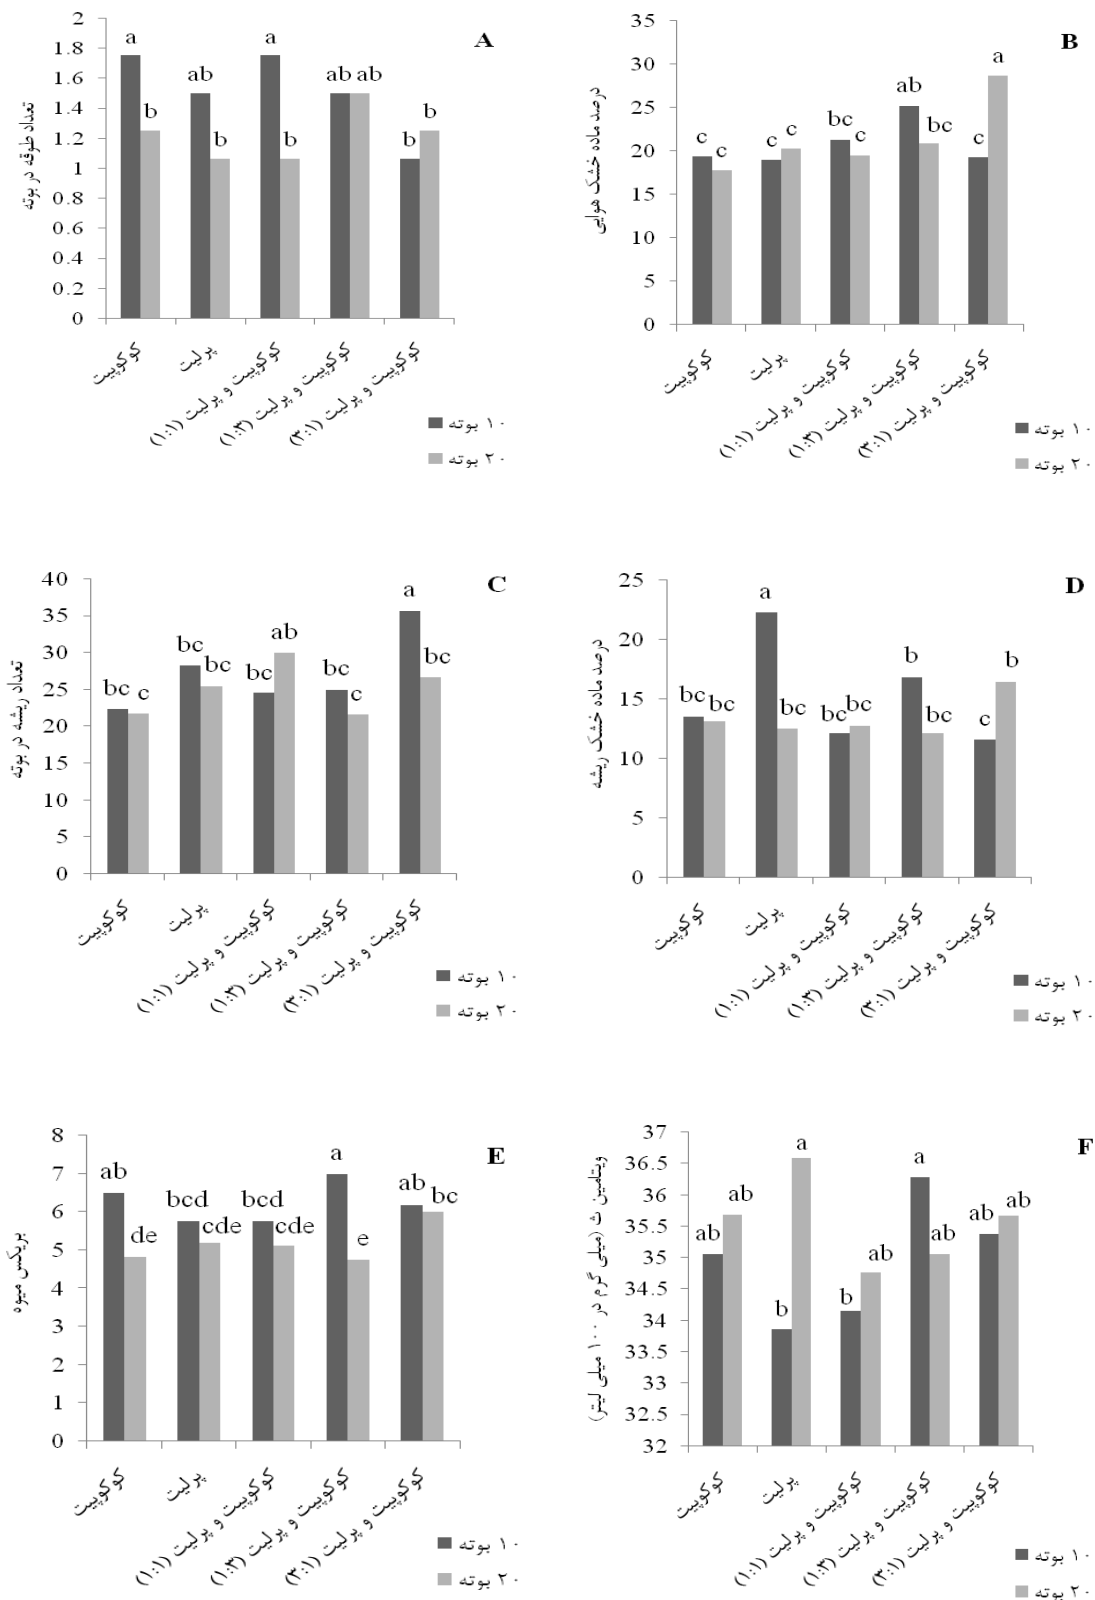 A
تعداد طوقه در بوته
2
1.8
1.6
1.4
1.2
1
0.8
0.6
0.4
0.2
0
a
b
ab
b
a
b
ab
ab
b
b
کوکوپیت
پرلیت
کوکوپیت و پرلیت (۱:۱)
کوکوپیت و پرلیت (۱:۳)
کوکوپیت و پرلیت (۳:۱)
۱۰ بوته
۲۰ بوته
B
درصد ماده خشک هوایی
35
30
25
20
15
10
5
0
c
c
c
c
bc
c
ab
bc
c
a
کوکوپیت
پرلیت
کوکوپیت و پرلیت (۱:۱)
کوکوپیت و پرلیت (۱:۳)
کوکوپیت و پرلیت (۳:۱)
۱۰ بوته
۲۰ بوته
C
تعداد ریشه در بوته
40
35
30
25
20
15
10
5
0
bc
c
bc
bc
bc
ab
bc
c
a
bc
کوکوپیت
پرلیت
کوکوپیت و پرلیت (۱:۱)
کوکوپیت و پرلیت (۱:۳)
کوکوپیت و پرلیت (۳:۱)
۱۰ بوته
۲۰ بوته
D
درصد ماده خشک ریشه
25
20
15
10
5
0
bc
bc
a
bc
bc
bc
b
bc
c
b
کوکوپیت
پرلیت
کوکوپیت و پرلیت (۱:۱)
کوکوپیت و پرلیت (۱:۳)
کوکوپیت و پرلیت (۳:۱)
۱۰ بوته
۲۰ بوته
E
بریکس میوه
8
7
6
5
4
3
2
1
0
ab
de
bcd
cde
bcd
cde
a
e
ab
bc
کوکوپیت
پرلیت
کوکوپیت و پرلیت (۱:۱)
کوکوپیت و پرلیت (۱:۳)
کوکوپیت و پرلیت (۳:۱)
۱۰ بوته
۲۰ بوته
F
ویتامین ث (میلی گرم در ۱۰۰ میلی لیتر)
37
36.5
36
35.5
35
34.5
34
33.5
33
32.5
32
ab
ab
b
a
b
ab
a
ab
ab
ab
کوکوپیت
پرلیت
کوکوپیت و پرلیت (۱:۱)
کوکوپیت و پرلیت (۱:۳)
کوکوپیت و پرلیت (۳:۱)
۱۰ بوته
۲۰ بوته